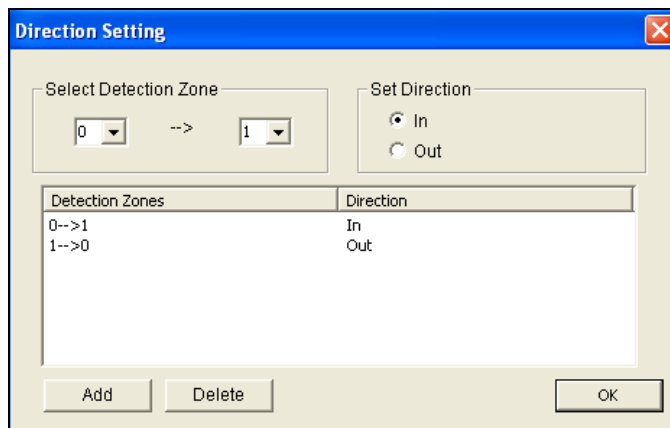 Direction Setting
Select Detection Zone
0 --> 1
Set Direction
In
Out
Detection Zones Direction
0-->1 In
1-->0 Out
Add Delete OK